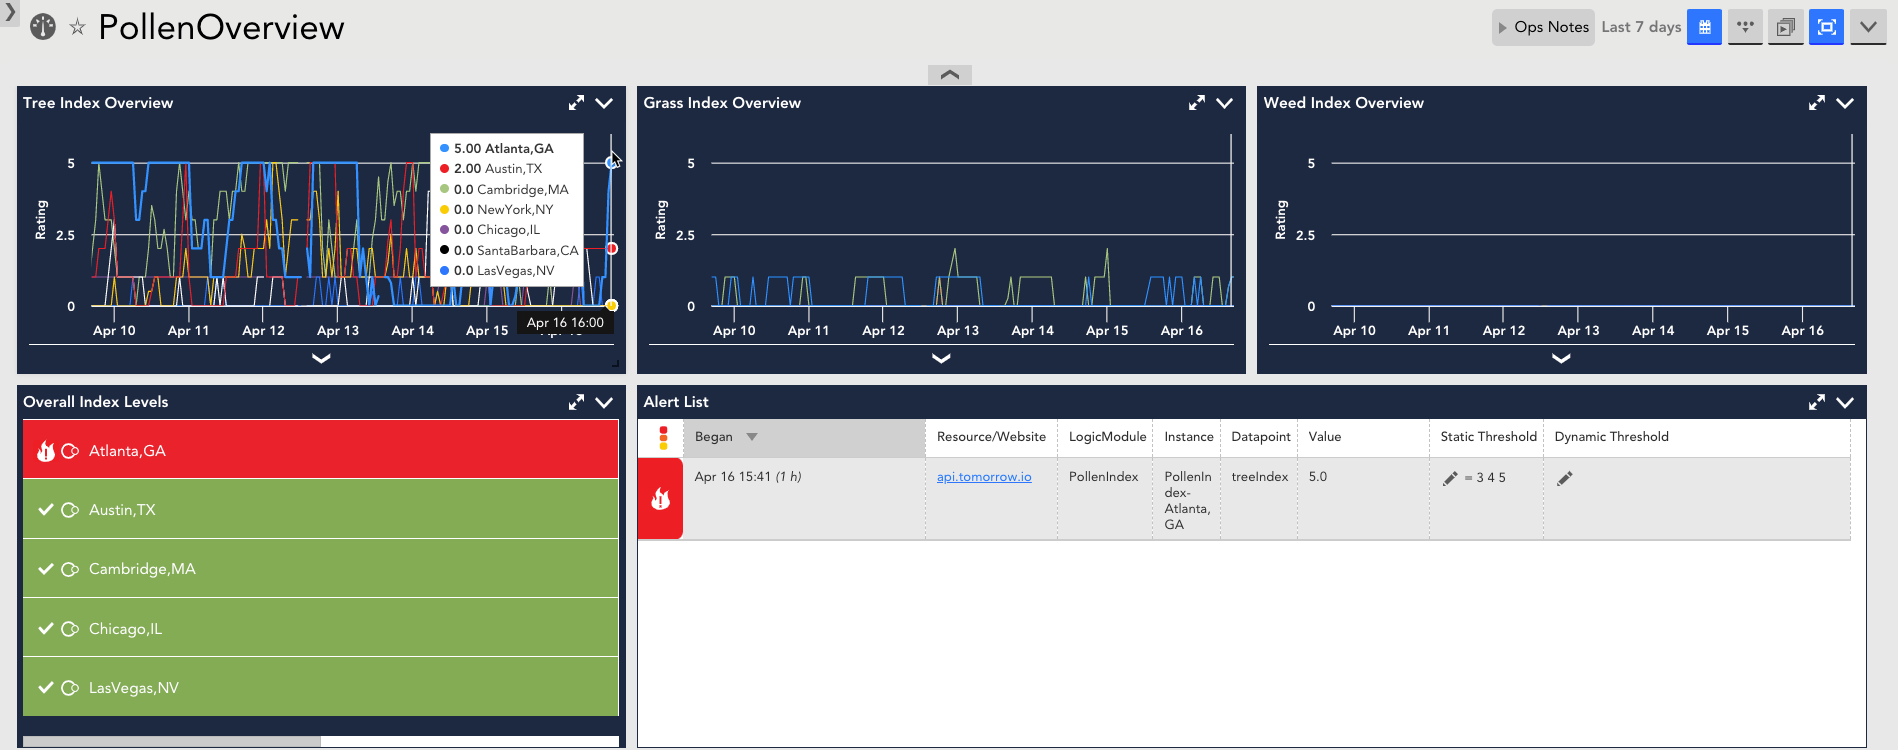 PollenOverview
Ops Notes
Last 7 days
Tree Index Overview
Rating
5
2.5
0
5.00 Atlanta,GA
2.00 Austin,TX
0.0 Cambridge,MA
0.0 NewYork,NY
0.0 Chicago,IL
0.0 SantaBarbara,CA
0.0 LasVegas,NV
Apr 16 16:00
Apr 10 Apr 11 Apr 12 Apr 13 Apr 14 Apr 15
Grass Index Overview
Rating
5
2.5
0
Apr 10 Apr 11 Apr 12 Apr 13 Apr 14 Apr 15 Apr 16
Weed Index Overview
Rating
5
2.5
0
Apr 10 Apr 11 Apr 12 Apr 13 Apr 14 Apr 15 Apr 16
Overall Index Levels
Atlanta,GA
Austin,TX
Cambridge,MA
Chicago,IL
LasVegas,NV
Alert List
Began Resource/Website LogicModule Instance Datapoint Value Static Threshold Dynamic Threshold
Apr 16 15:41 (1 h) api.tomorrow.io PollenIndex PollenIn treeIndex 5.0 = 3 4 5
dex-
Atlanta,
GA